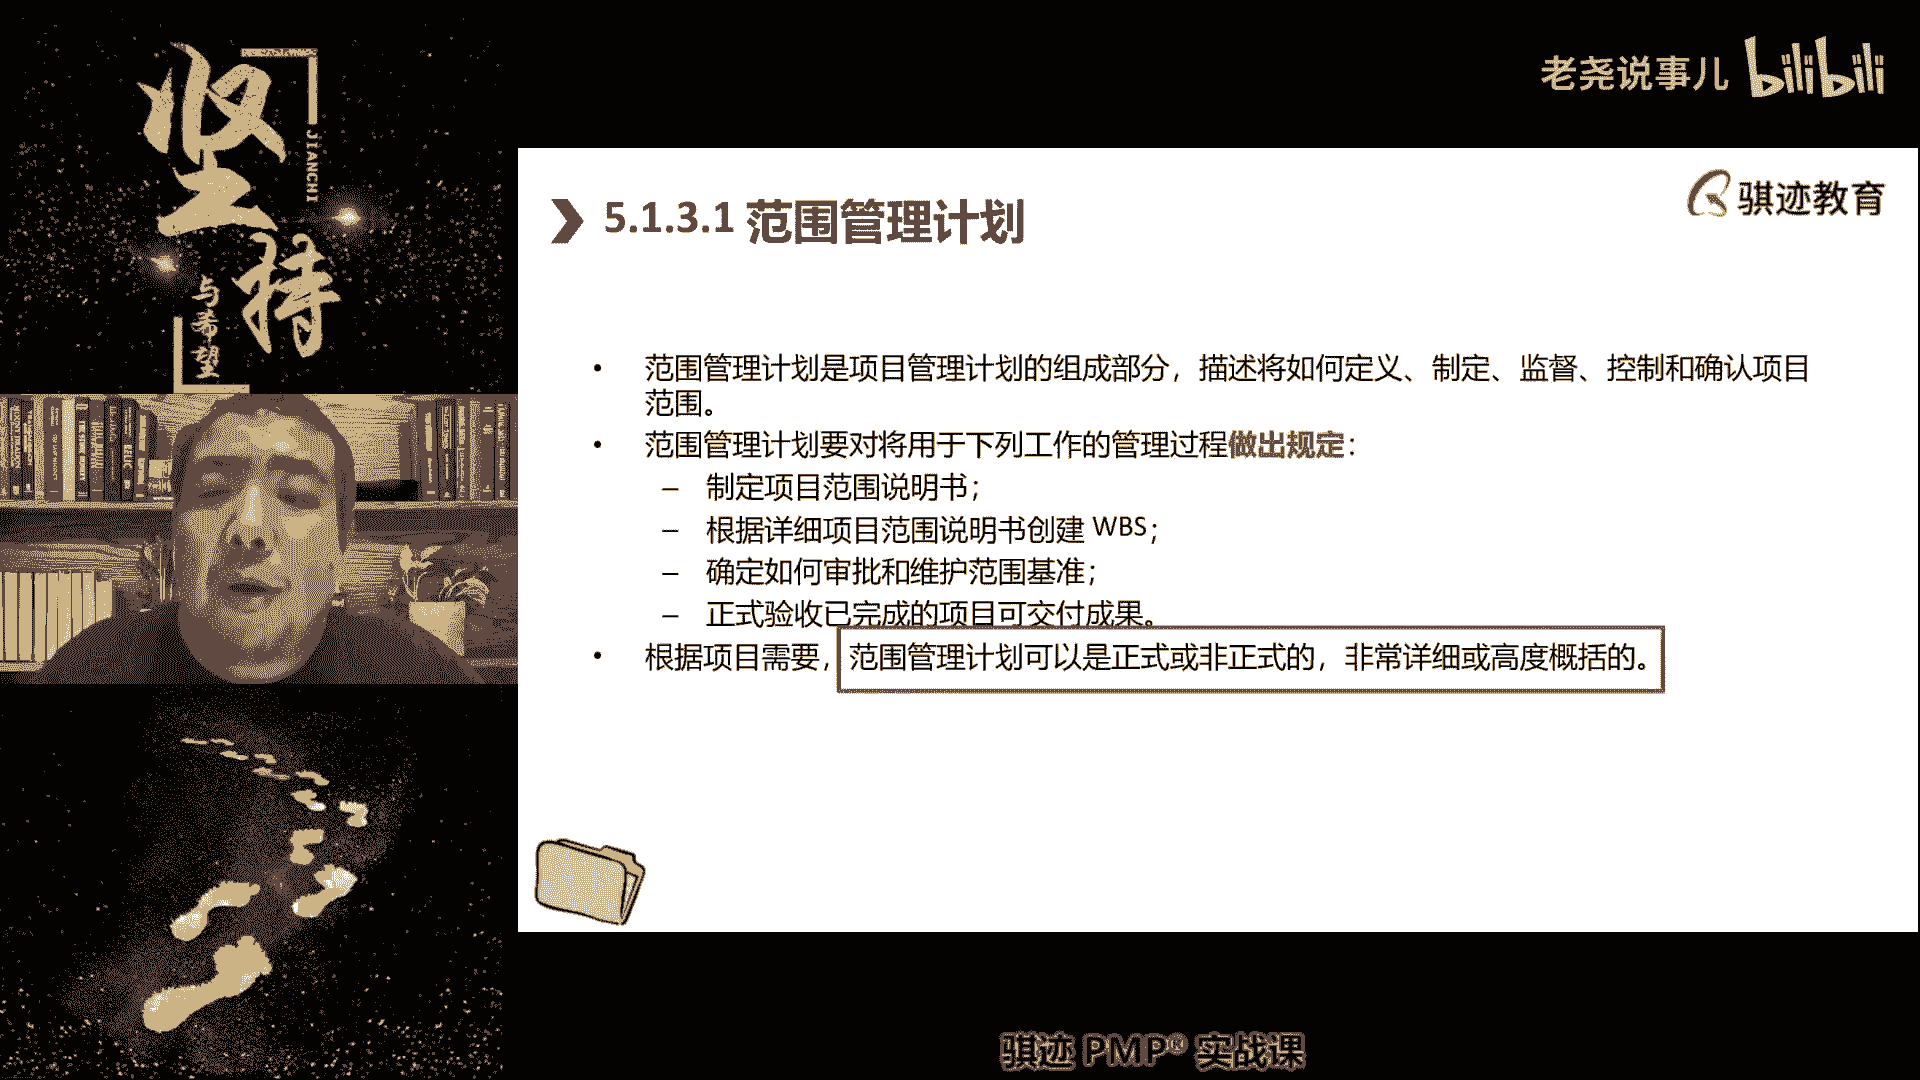 坚持
JIANCHI
与希望
老尧说事儿 bilibili
骐迹教育
5.1.3.1 范围管理计划
• 范围管理计划是项目管理计划的组成部分，描述将如何定义、制定、监督、控制和确认项目
范围。
• 范围管理计划要对将用于下列工作的管理过程做出规定：
– 制定项目范围说明书；
– 根据详细项目范围说明书创建 WBS；
– 确定如何审批和维护范围基准；
– 正式验收已完成的项目可交付成果。
• 根据项目需要，范围管理计划可以是正式或非正式的，非常详细或高度概括的。
骐迹 PMP® 实战课